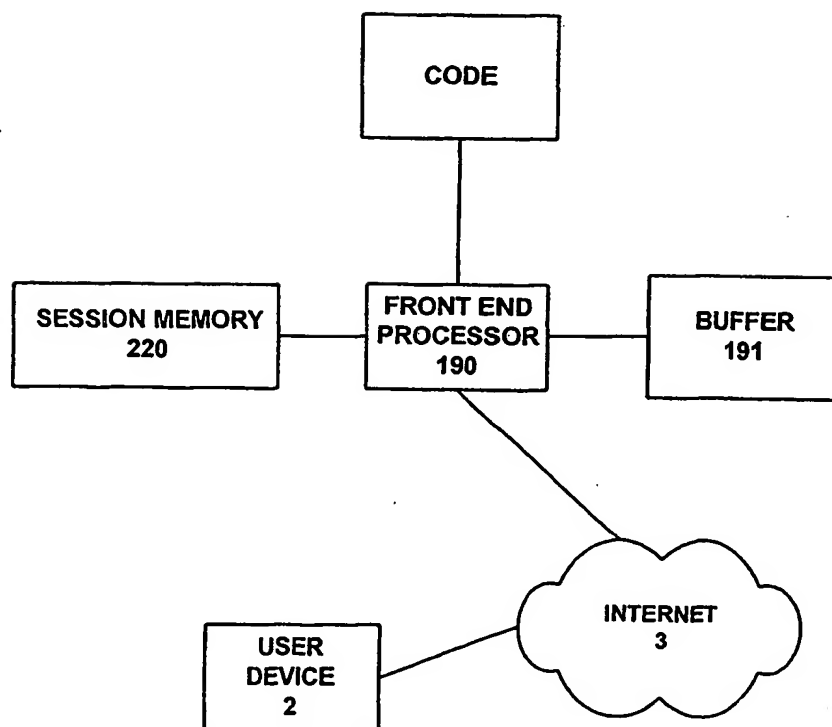 CODE
SESSION MEMORY
220
FRONT END
PROCESSOR
190
BUFFER
191
INTERNET
3
USER
DEVICE
2